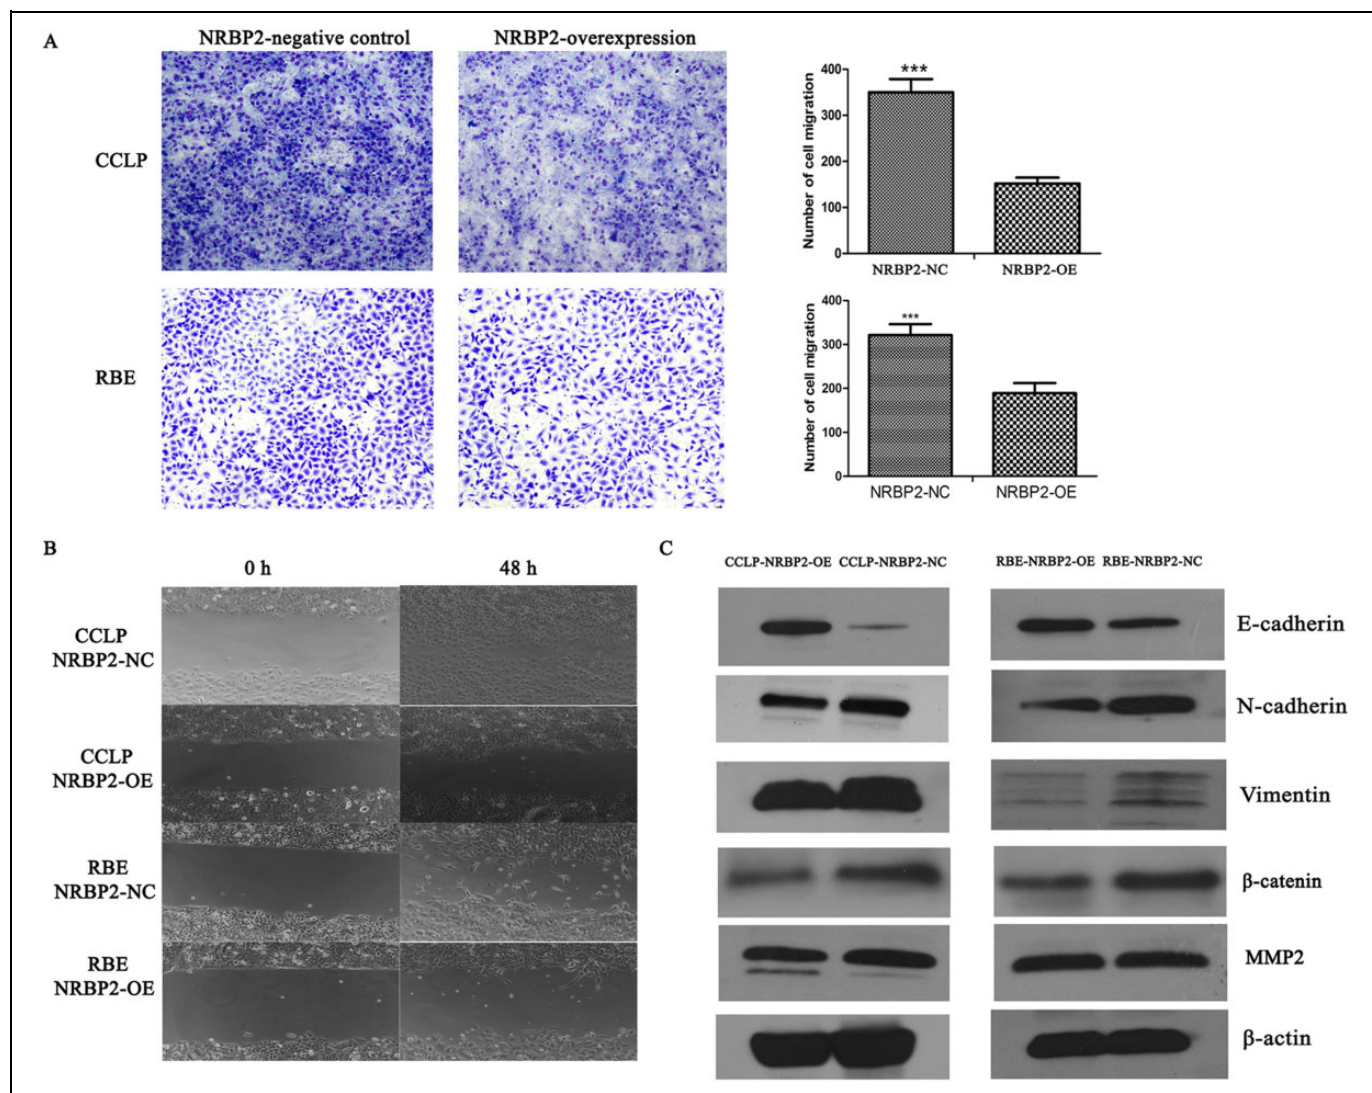 A
NRBP2-negative control
NRBP2-overexpression
CCLP
RBE
Number of cell migration
400
300
200
100
0
***
NRBP2-NC
NRBP2-OE
Number of cell migration
400
300
200
100
0
***
NRBP2-NC
NRBP2-OE
B
0 h
48 h
CCLP
NRBP2-NC
CCLP
NRBP2-OE
RBE
NRBP2-NC
RBE
NRBP2-OE
C
CCLP-NRBP2-OE CCLP-NRBP2-NC
RBE-NRBP2-OE RBE-NRBP2-NC
E-cadherin
N-cadherin
Vimentin
β-catenin
MMP2
β-actin